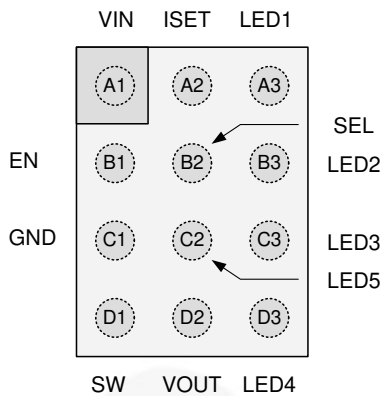 VIN ISET LED1
A1 A2 A3
SEL
EN B1 B2 B3 LED2
GND C1 C2 C3 LED3
LED5
D1 D2 D3
SW VOUT LED4